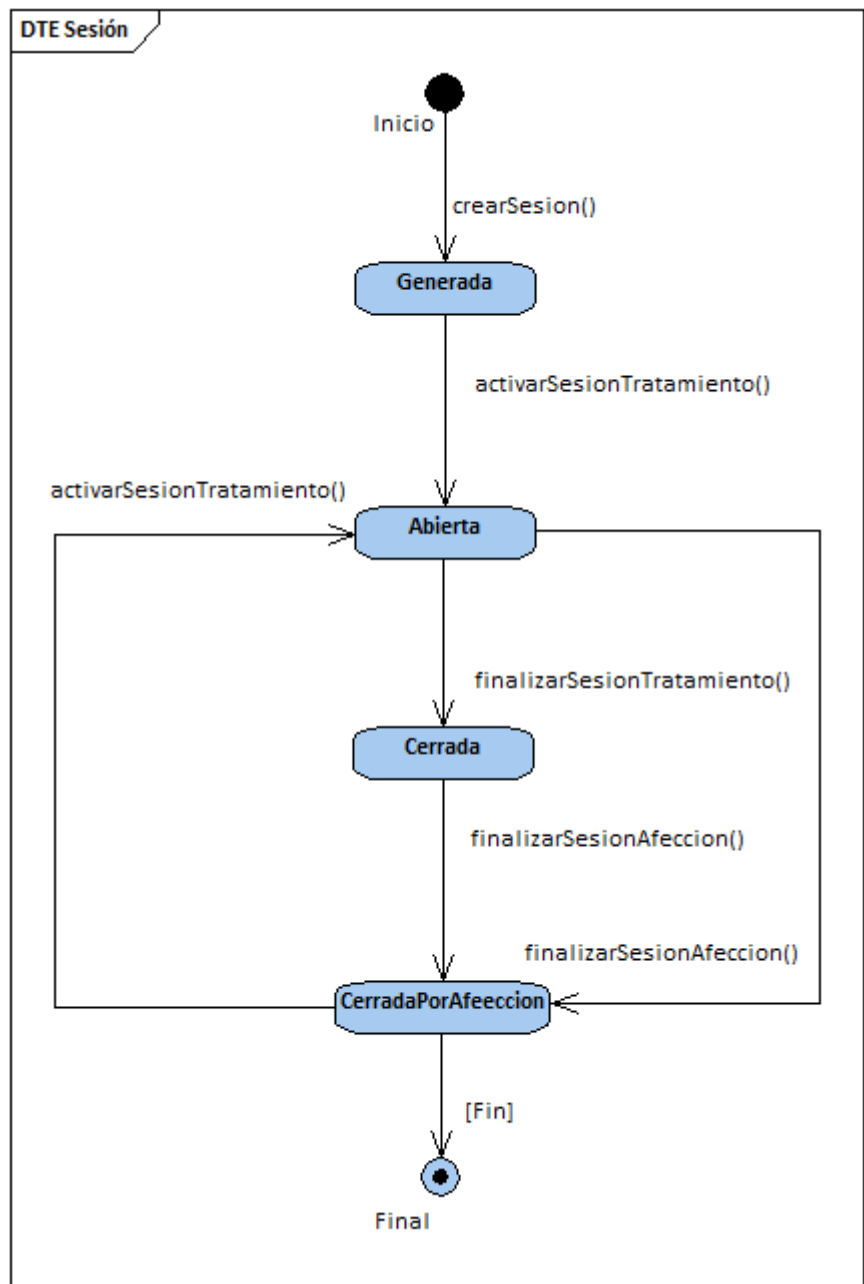 DTE Sesión
Inicio
crearSesion()
Generada
activarSesionTratamiento()
activarSesionTratamiento()
Abierta
finalizarSesionTratamiento()
Cerrada
finalizarSesionAfeccion()
finalizarSesionAfeccion()
CerradaPorAfeeccion
[Fin]
Final